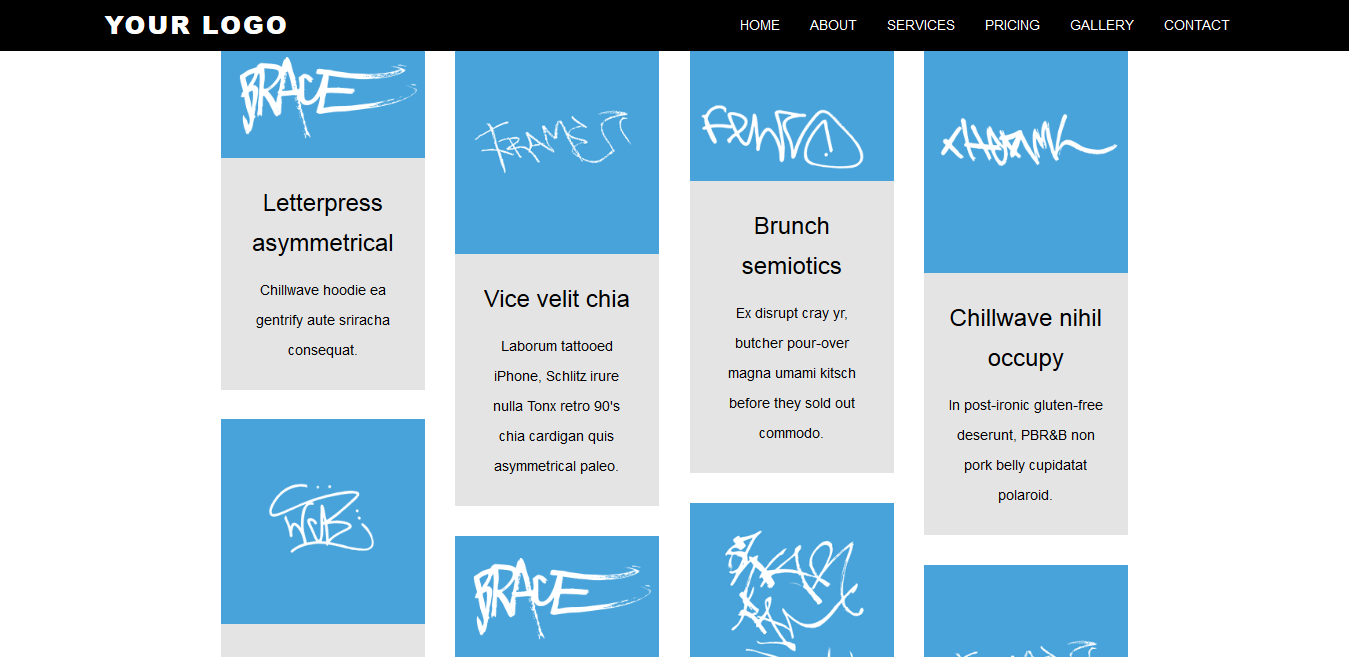 YOUR LOGO
HOME ABOUT SERVICES PRICING GALLERY CONTACT
BRACE
Letterpress
asymmetrical
Chillwave hoodie ea
gentrify aute sriracha
consequat.
FRAME
Vice velit chia
Laborum tattooed
iPhone, Schlitz irure
nulla Tonx retro 90's
chia cardigan quis
asymmetrical paleo.
BRACE
Brunch
semiotics
Ex disrupt cray yr,
butcher pour-over
magna umami kitsch
before they sold out
commodo.
Chillwave nihil
occupy
In post-ironic gluten-free
deserunt, PBR&B non
pork belly cupidatat
polaroid.